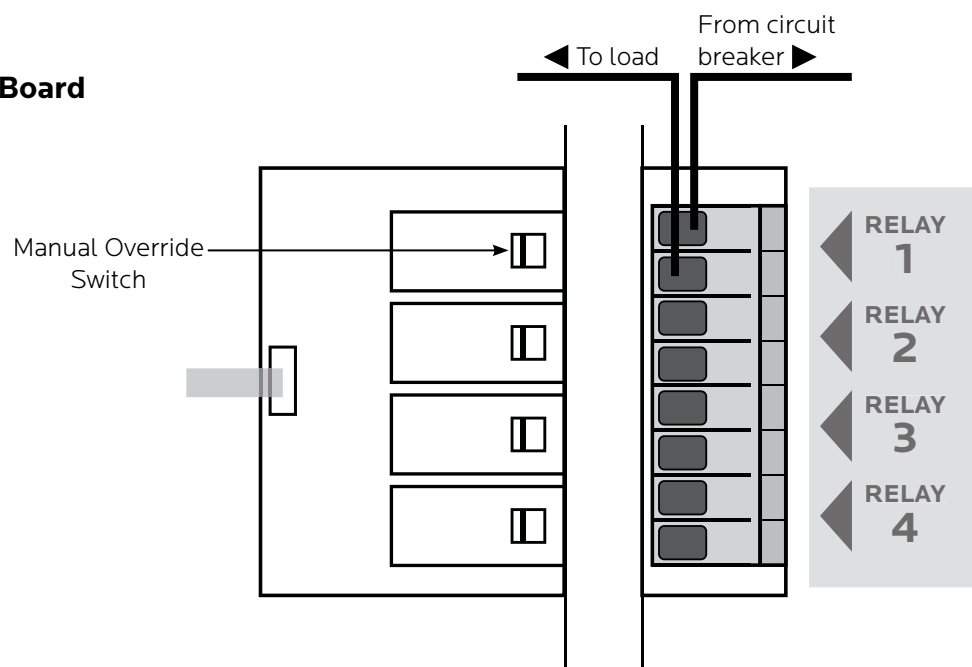 From circuit
◀ To load
breaker ▶
Board
Manual Override
Switch
RELAY
1
RELAY
2
RELAY
3
RELAY
4